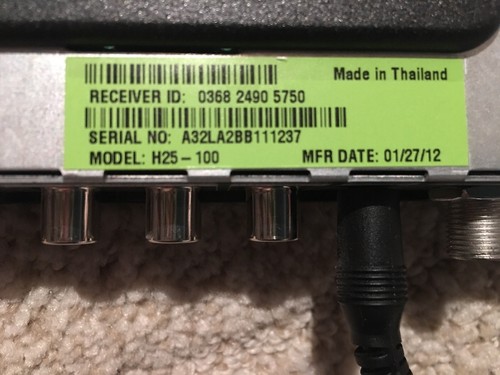 Made in Thailand
RECEIVER ID: 0368 2490 5750
SERIAL NO: A32LA2BB111237
MODEL: H25-100 MFR DATE: 01/27/12